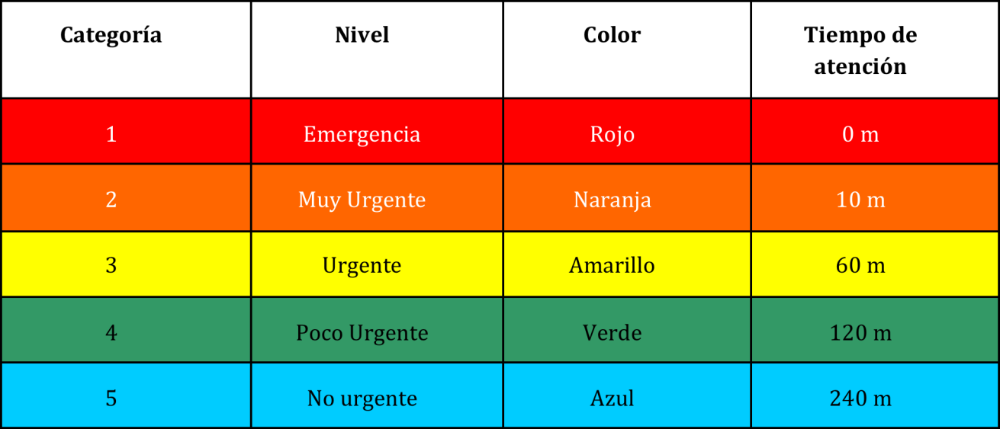 Categoría Nivel Color Tiempo de
atención
1 Emergencia Rojo 0 m
2 Muy Urgente Naranja 10 m
3 Urgente Amarillo 60 m
4 Poco Urgente Verde 120 m
5 No urgente Azul 240 m